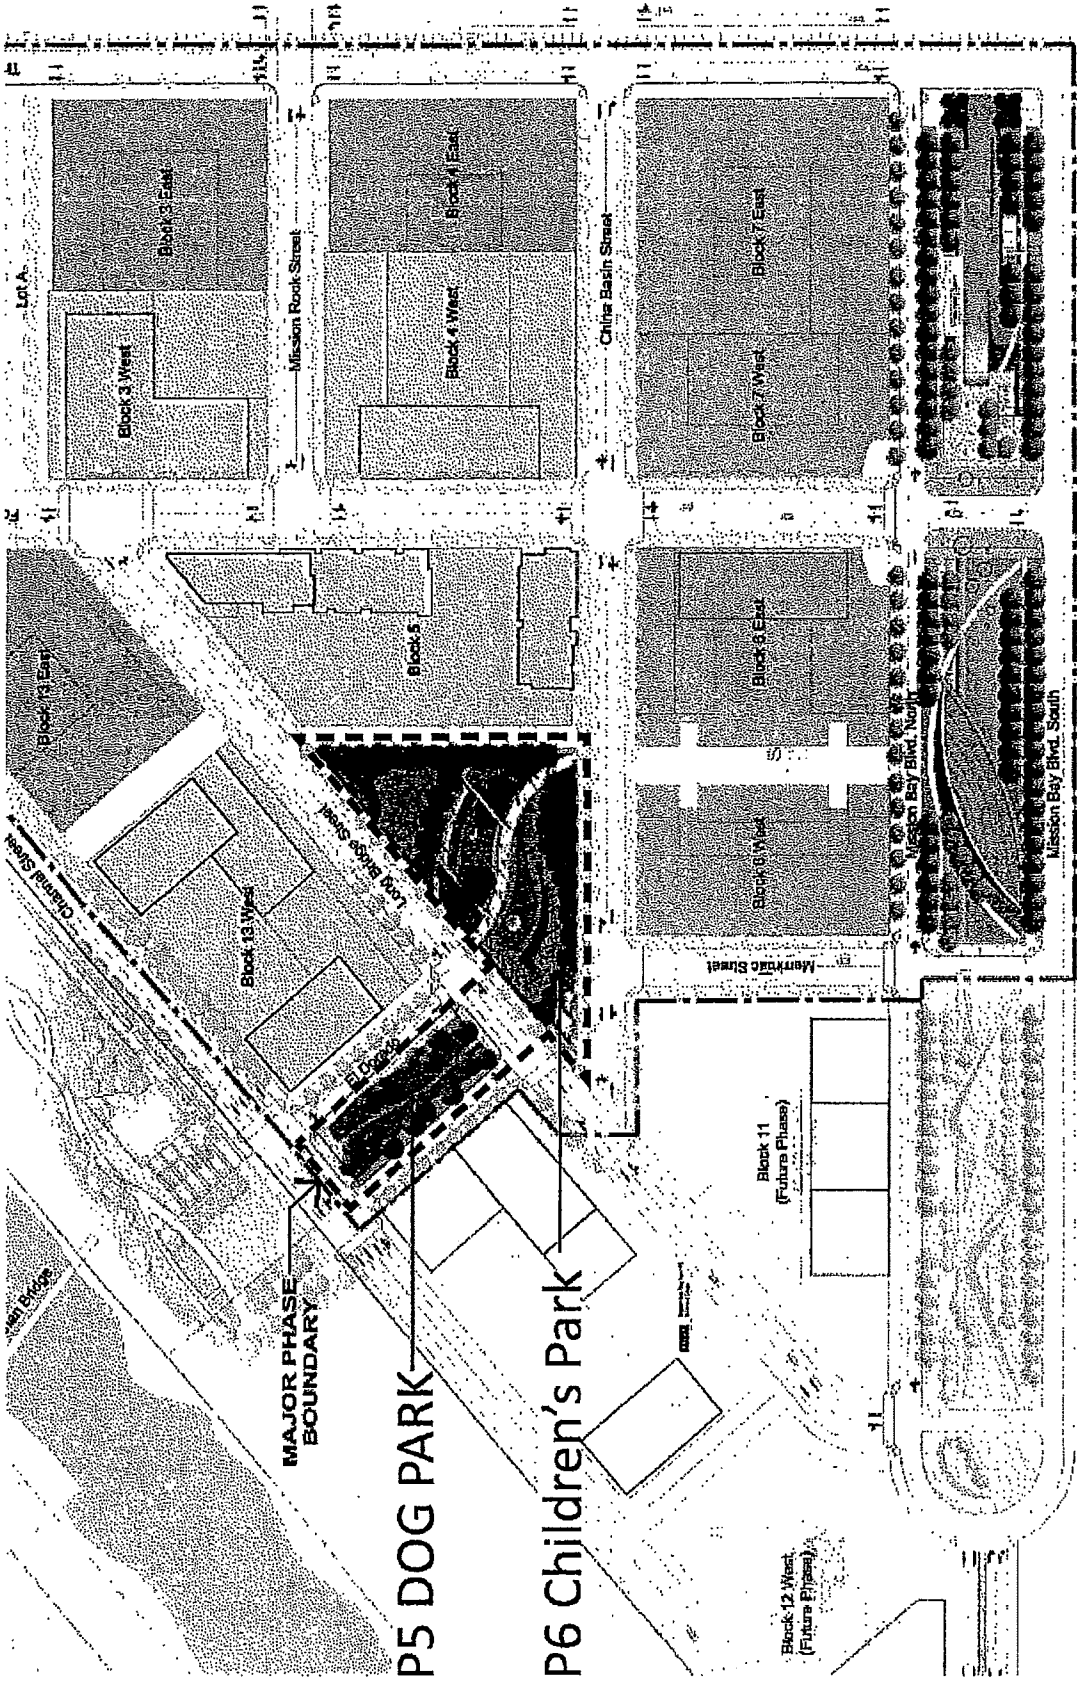 Lot A
Block 3 East
Block 3 West
Mission Rock Street
Block 4 East
Block 4 West
China Basin Street
Block 7 East
Block 7 West
Block 13 East
Block 5
Block 6 East
Block 6 West
Mission Bay Blvd. North
Mission Bay Blvd. South
Channel Street
Block 13 West
Long Bridge Street
El Dorado
Merrimac Street
Block 11
(Future Phase)
Bridge
MAJOR PHASE
BOUNDARY
P5 DOG PARK
P6 Children's Park
Block 12 West
(Future Phase)